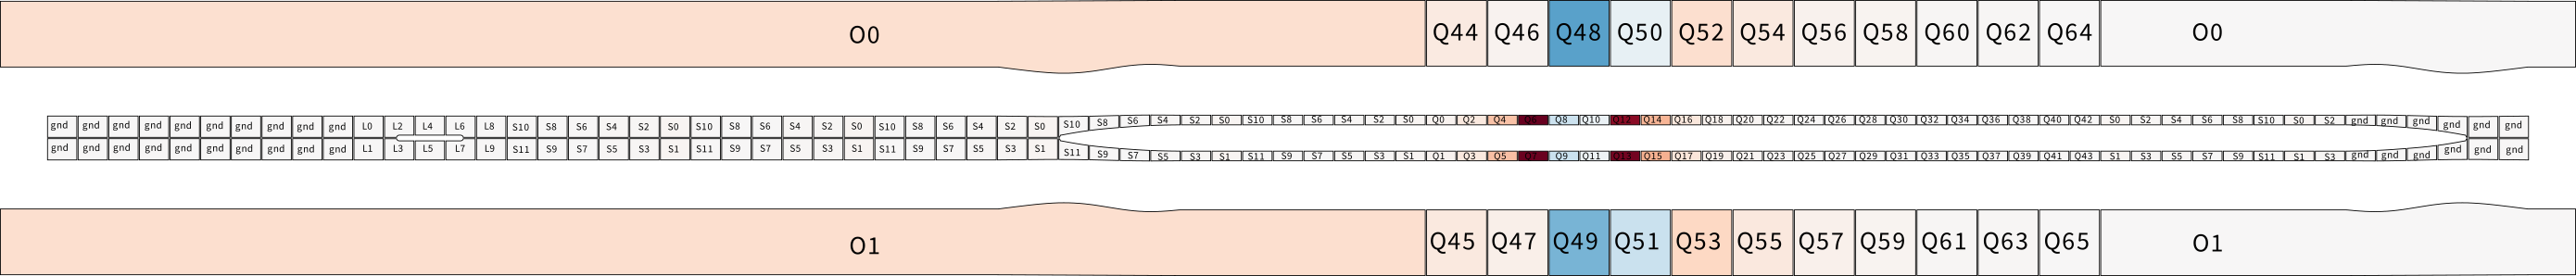 O0 Q44 Q46 Q48 Q50 Q52 Q54 Q56 Q58 Q60 Q62 Q64 O0
gnd gnd gnd gnd gnd gnd gnd gnd gnd gnd L0 L2 L4 L6 L8 S10 S8 S6 S4 S2 S0 S10 S8 S6 S4 S2 S0 S10 S8 S6 S4 S2 S0 S10 S8 S6 S4 S2 S0 S10 S8 S6 S4 S2 S0 Q0 Q2 Q4 Q6 Q8 Q10 Q12 Q14 Q16 Q18 Q20 Q22 Q24 Q26 Q28 Q30 Q32 Q34 Q36 Q38 Q40 Q42 S0 S2 S4 S6 S8 S10 S0 S2 gnd gnd gnd gnd gnd gnd
gnd gnd gnd gnd gnd gnd gnd gnd gnd gnd L1 L3 L5 L7 L9 S11 S9 S7 S5 S3 S1 S11 S9 S7 S5 S3 S1 S11 S9 S7 S5 S3 S1 S11 S9 S7 S5 S3 S1 S11 S9 S7 S5 S3 S1 Q1 Q3 Q5 Q7 Q9 Q11 Q13 Q15 Q17 Q19 Q21 Q23 Q25 Q27 Q29 Q31 Q33 Q35 Q37 Q39 Q41 Q43 S1 S3 S5 S7 S9 S11 S1 S3 gnd gnd gnd gnd gnd gnd
O1 Q45 Q47 Q49 Q51 Q53 Q55 Q57 Q59 Q61 Q63 Q65 O1